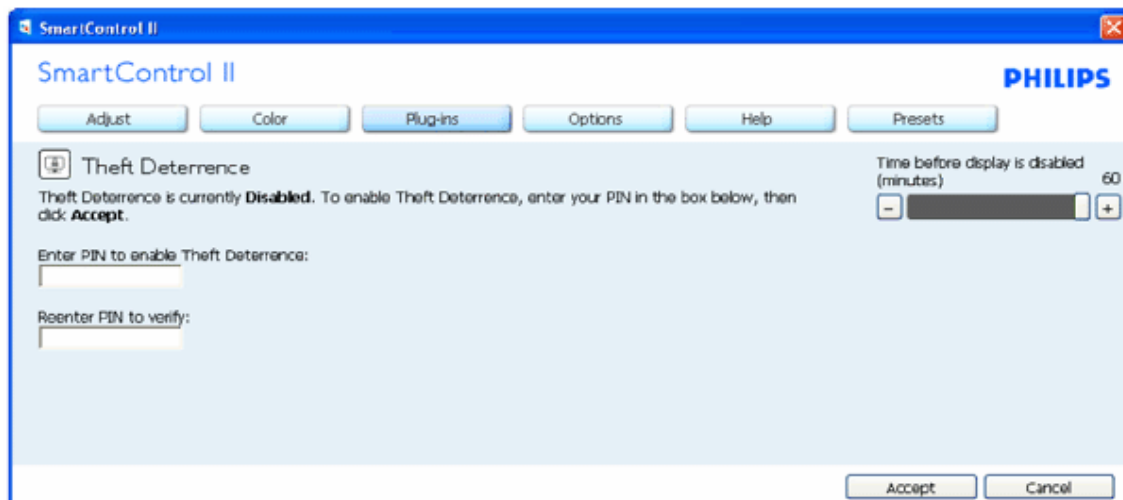 SmartControl II
SmartControl II
PHILIPS
Adjust Color Plug-ins Options Help Presets
Theft Deterrence
Theft Deterrence is currently Disabled. To enable Theft Deterrence, enter your PIN in the box below, then
click Accept.
Time before display is disabled
(minutes) 60
- +
Enter PIN to enable Theft Deterrence:
Reenter PIN to verify:
Accept Cancel